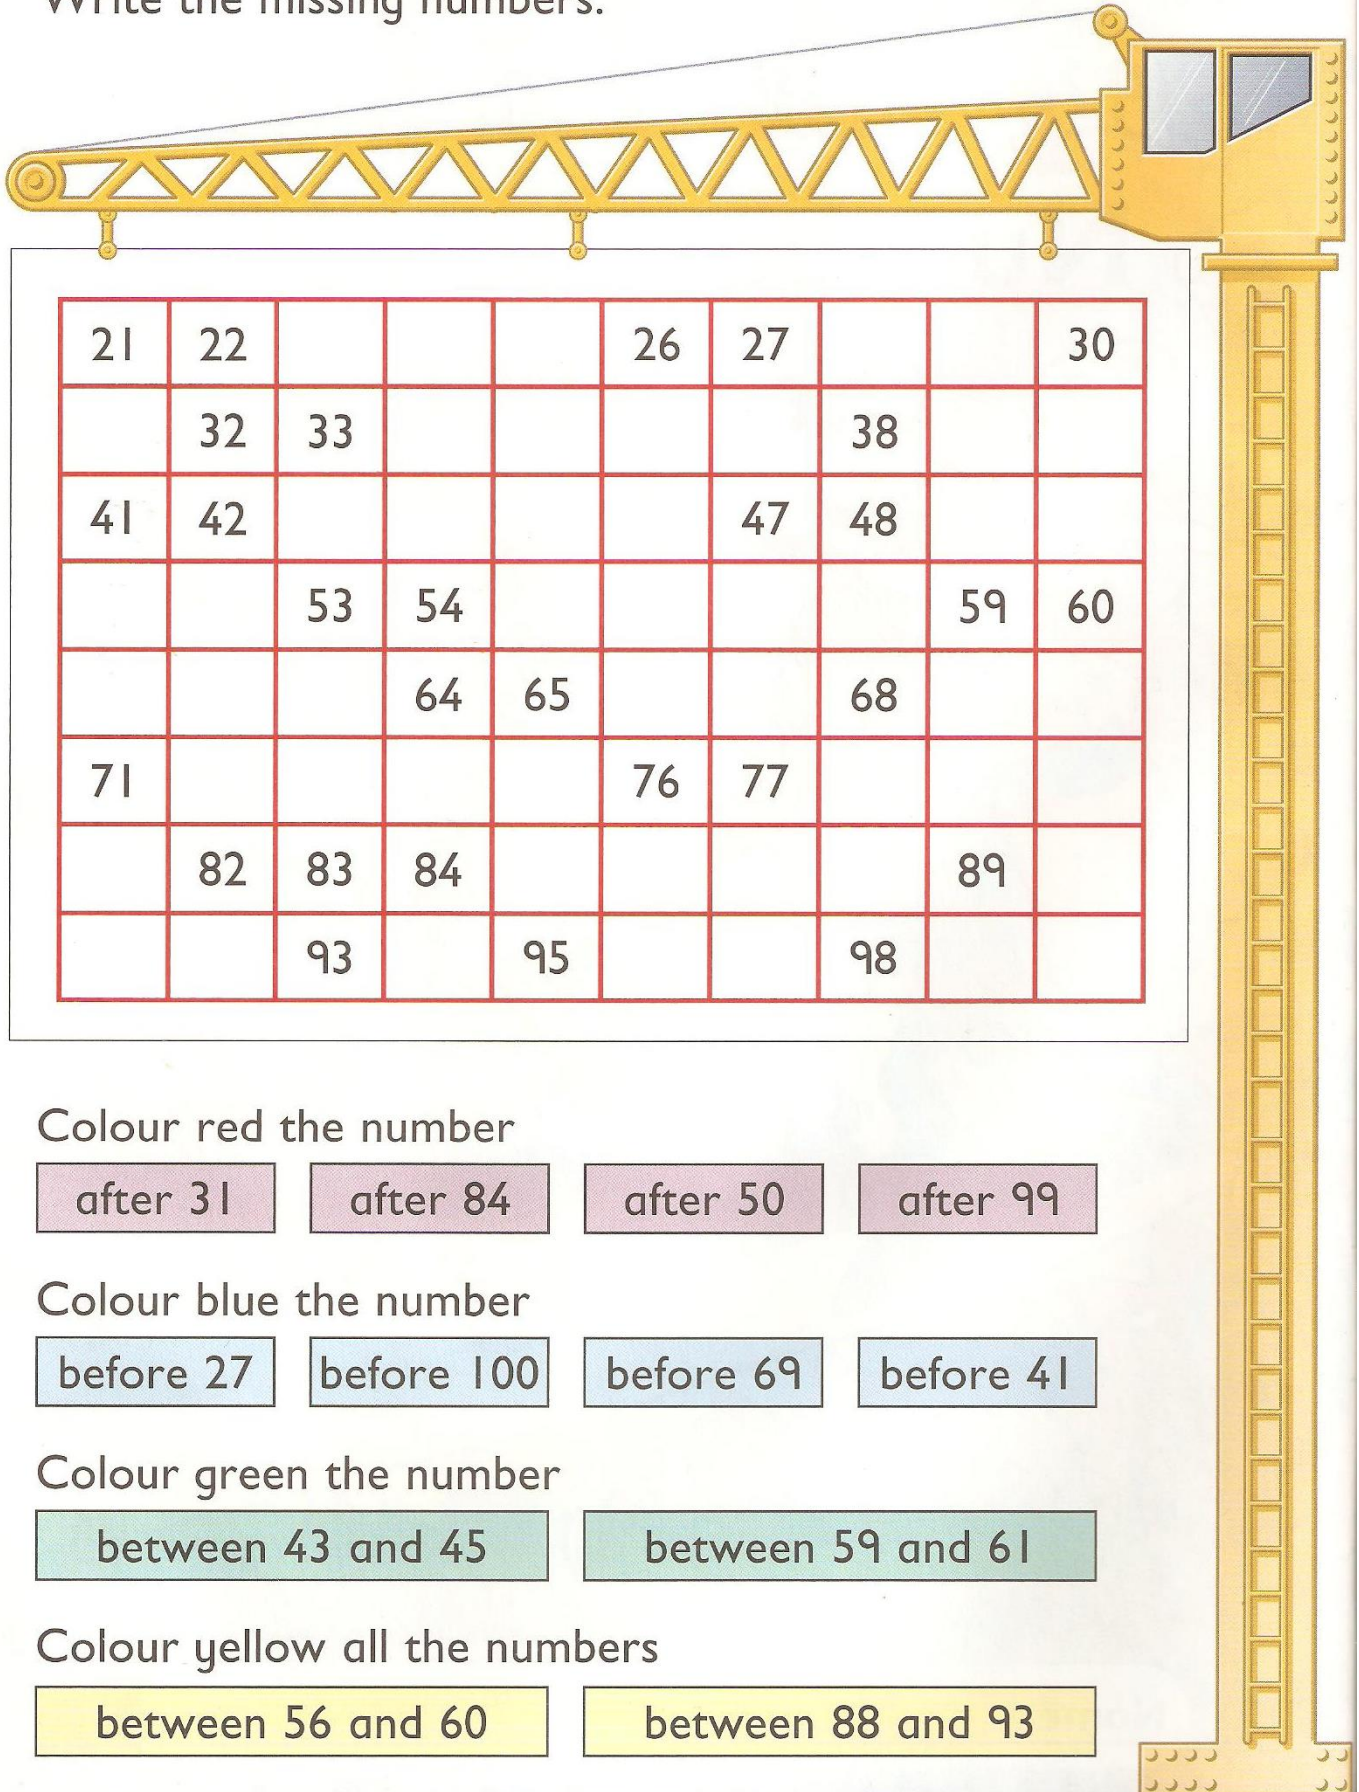 Write the missing numbers.
21 22 26 27 30
32 33 38
41 42 47 48
53 54 59 60
64 65 68
71 76 77
82 83 84 89
93 95 98
Colour red the number
after 31 after 84 after 50 after 99
Colour blue the number
before 27 before 100 before 69 before 41
Colour green the number
between 43 and 45 between 59 and 61
Colour yellow all the numbers
between 56 and 60 between 88 and 93